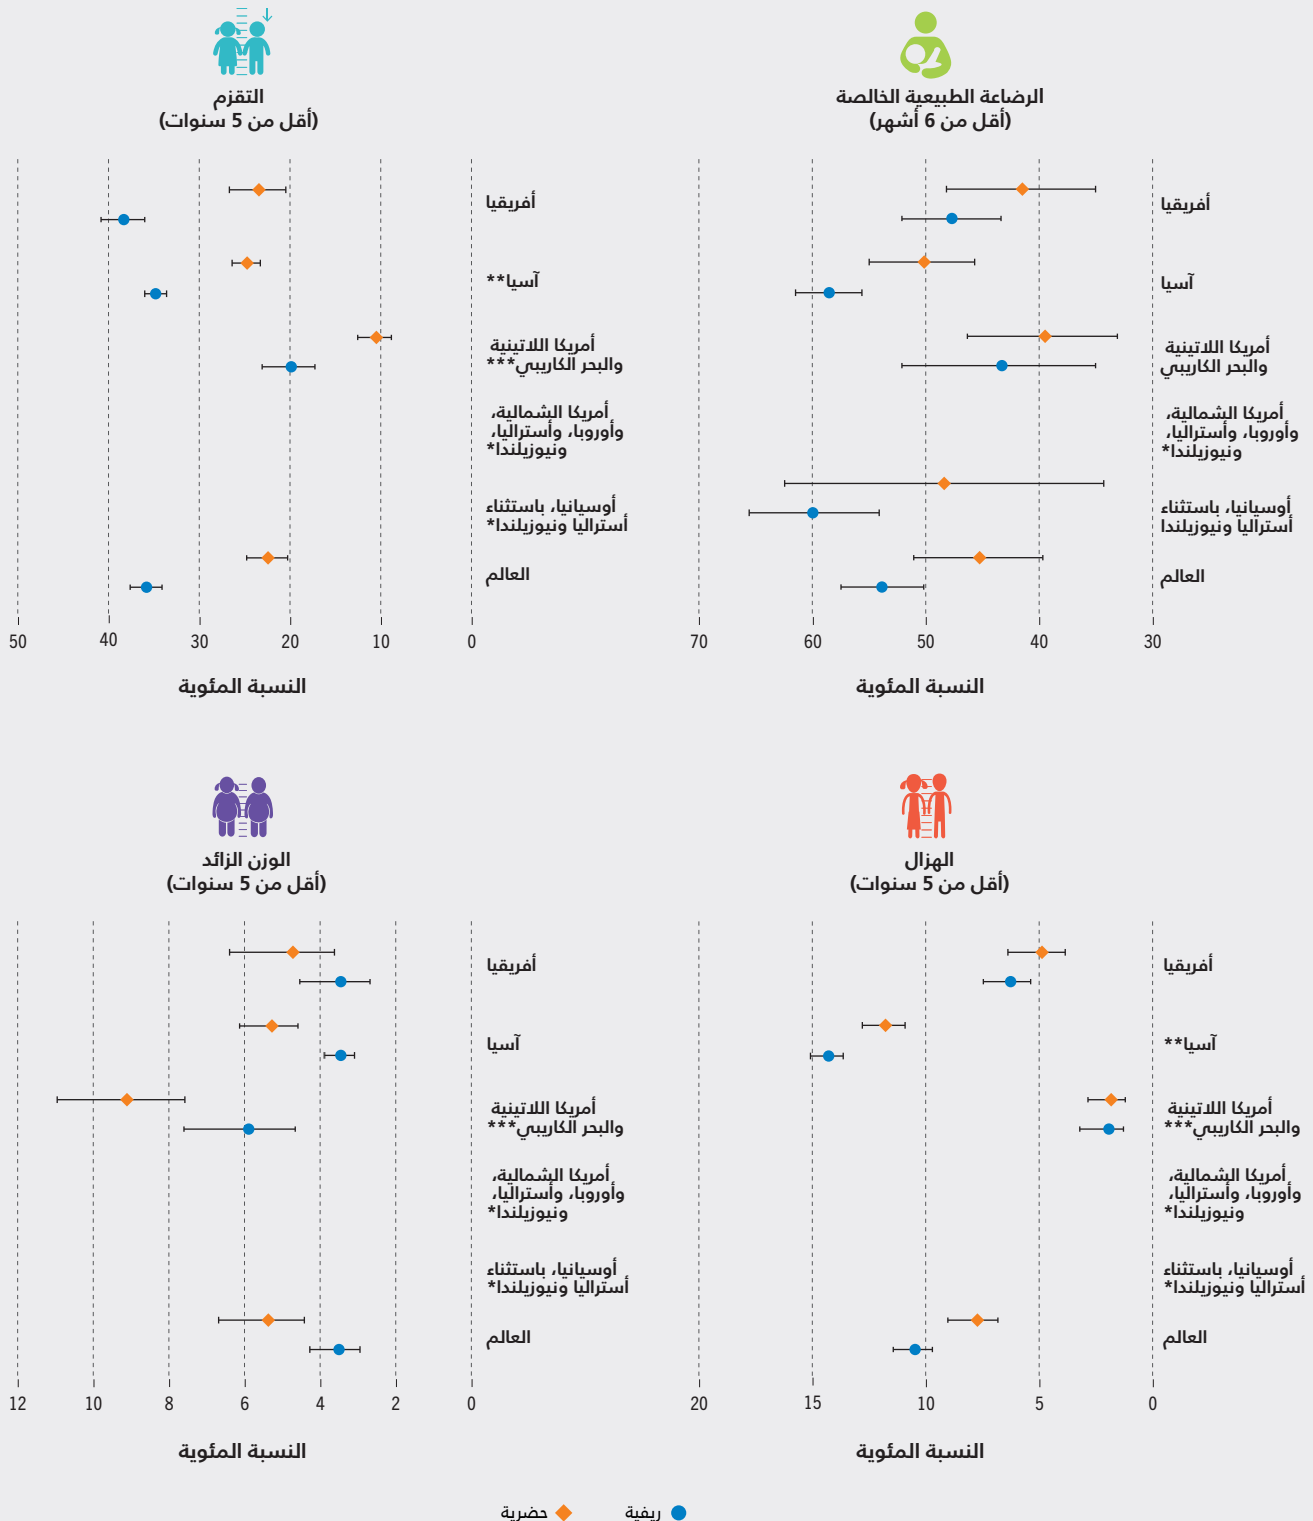 الرضاعة الطبيعية الخالصة
(أقل من 6 أشهر)
أفريقيا
آسيا
أمريكا اللاتينية
والبحر الكاريبي
أمريكا الشمالية،
وأوروبا، وأستراليا،
ونيوزيلندا*
أوسيانيا، باستثناء
أستراليا ونيوزيلندا
العالم
30 40 50 60 70
النسبة المئوية
التقزم
(أقل من 5 سنوات)
أفريقيا
آسيا**
أمريكا اللاتينية
والبحر الكاريبي***
أمريكا الشمالية،
وأوروبا، وأستراليا،
ونيوزيلندا*
أوسيانيا، باستثناء
أستراليا ونيوزيلندا*
العالم
0 10 20 30 40 50
النسبة المئوية
الهزال
(أقل من 5 سنوات)
أفريقيا
آسيا**
أمريكا اللاتينية
والبحر الكاريبي***
أمريكا الشمالية،
وأوروبا، وأستراليا،
ونيوزيلندا*
أوسيانيا، باستثناء
أستراليا ونيوزيلندا*
العالم
0 5 10 15 20
النسبة المئوية
الوزن الزائد
(أقل من 5 سنوات)
أفريقيا
آسيا
أمريكا اللاتينية
والبحر الكاريبي***
أمريكا الشمالية،
وأوروبا، وأستراليا،
ونيوزيلندا*
أوسيانيا، باستثناء
أستراليا ونيوزيلندا*
العالم
0 2 4 6 8 10 12
النسبة المئوية
ريفية حضرية